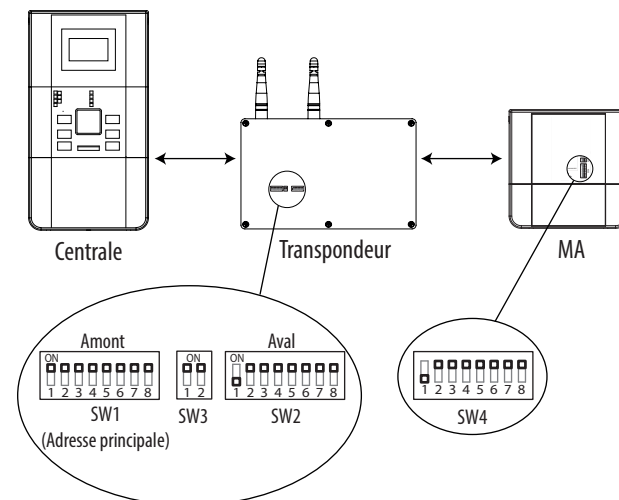 Centrale
Transpondeur
MA
Amont
ON
1 2 3 4 5 6 7 8
SW1
(Adresse principale)
ON
1 2
SW3
Aval
ON
1 2 3 4 5 6 7 8
SW2
1 2 3 4 5 6 7 8
SW4